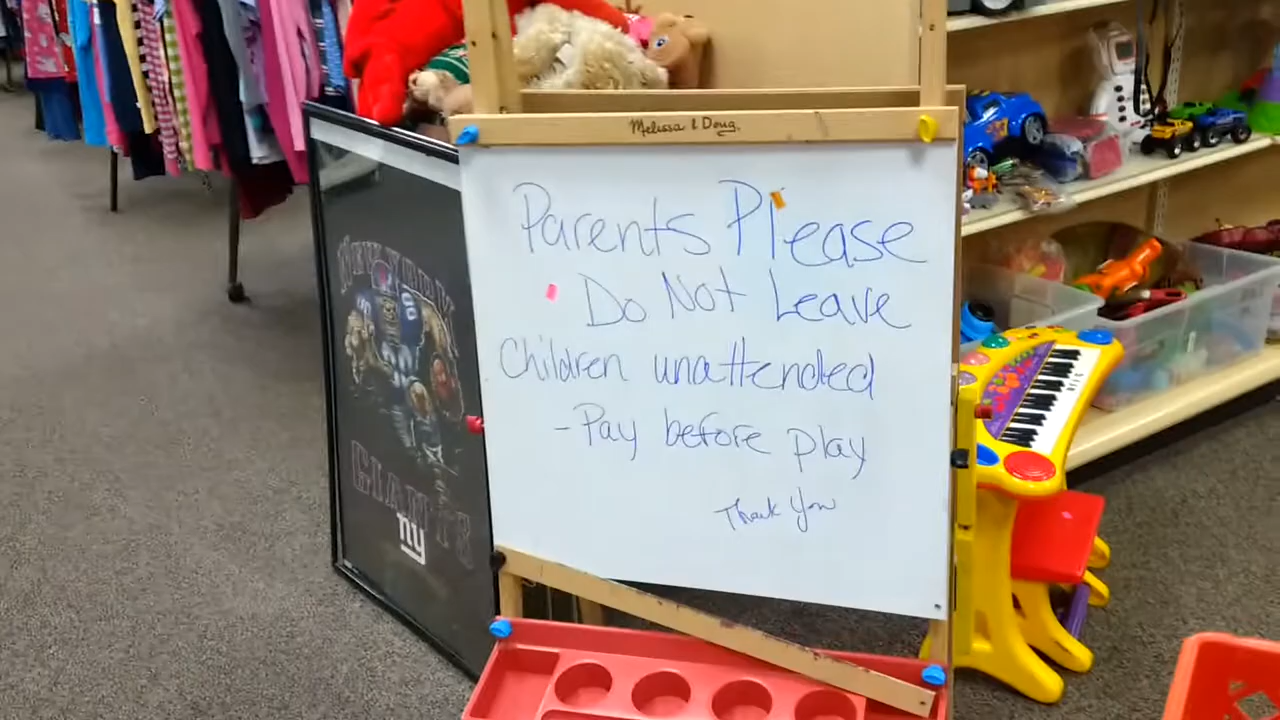 Melissa & Doug.
Parents Please
Do Not Leave
Children unattended
- Pay before play
Thank You
NEW YORK
GIANTS
ny